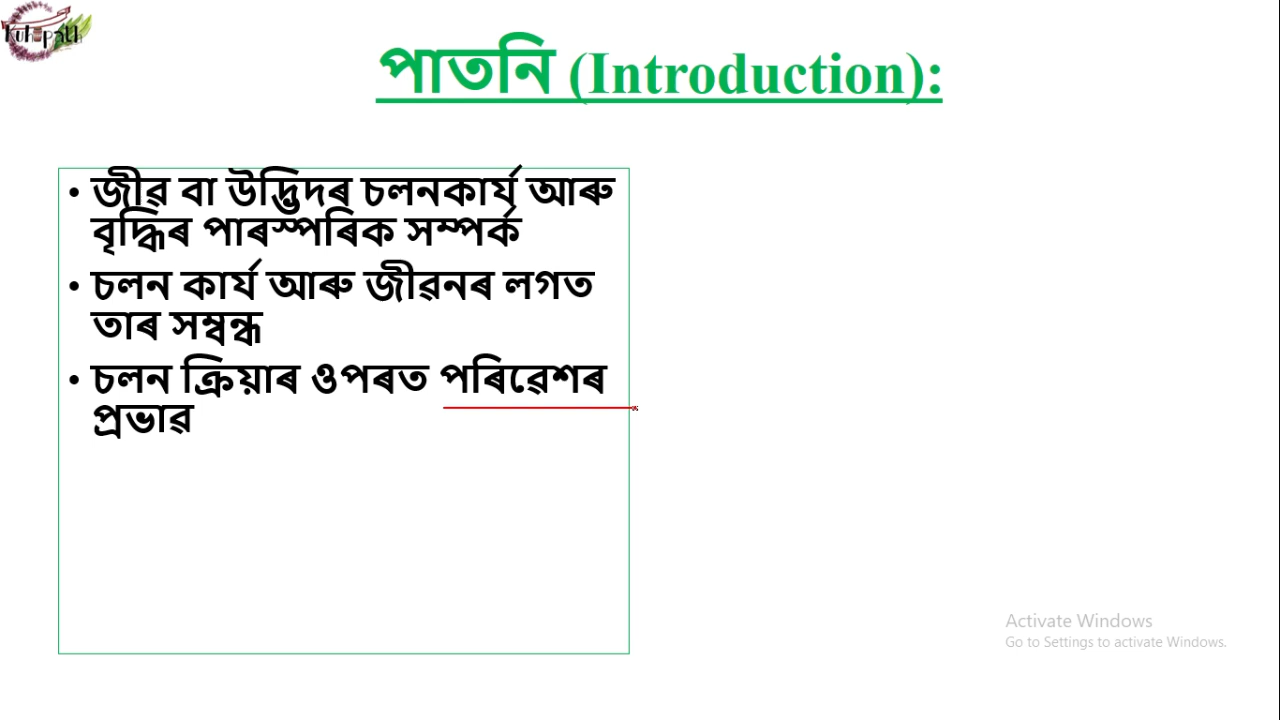 Kuhipath
পাতনি (Introduction):
• জীৱ বা উদ্ভিদৰ চলনকাৰ্য আৰু
বৃদ্ধিৰ পাৰস্পৰিক সম্পৰ্ক
• চলন কাৰ্য আৰু জীৱনৰ লগত
তাৰ সম্বন্ধ
• চলন ক্ৰিয়াৰ ওপৰত পৰিৱেশৰ
প্ৰভাৱ
Activate Windows
Go to Settings to activate Windows.